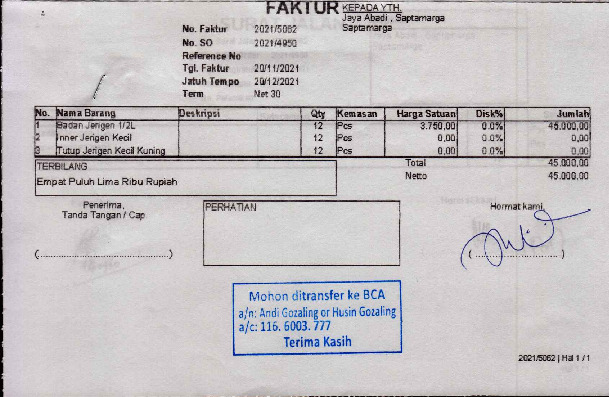 FAKTUR
KEPADA YTH.
Jaya Abadi , Saptamarga
Saptamarga
No. Faktur 2021/5062
No. SO 2021/4950
Reference No
Tgl. Faktur 20/11/2021
Jatuh Tempo 20/12/2021
Term Net 30
No. Nama Barang Deskripsi Qty Kemasan Harga Satuan Disk% Jumlah
1 Badan Jerigen 1/2L 12 Pcs 3.750,00 0.0% 45.000,00
2 Inner Jerigen Kecil 12 Pcs 0,00 0.0% 0,00
3 Tutup Jerigen Kecil Kuning 12 Pcs 0,00 0.0% 0,00
TERBILANG
Empat Puluh Lima Ribu Rupiah
Total 45.000,00
Netto 45.000,00
Penerima,
Tanda Tangan / Cap
(..............................)
PERHATIAN
Hormat kami,
(..............................)
Mohon ditransfer ke BCA
a/n: Andi Gozaling or Husin Gozaling
a/c: 116. 6003. 777
Terima Kasih
2021/5062 | Hal 1 / 1